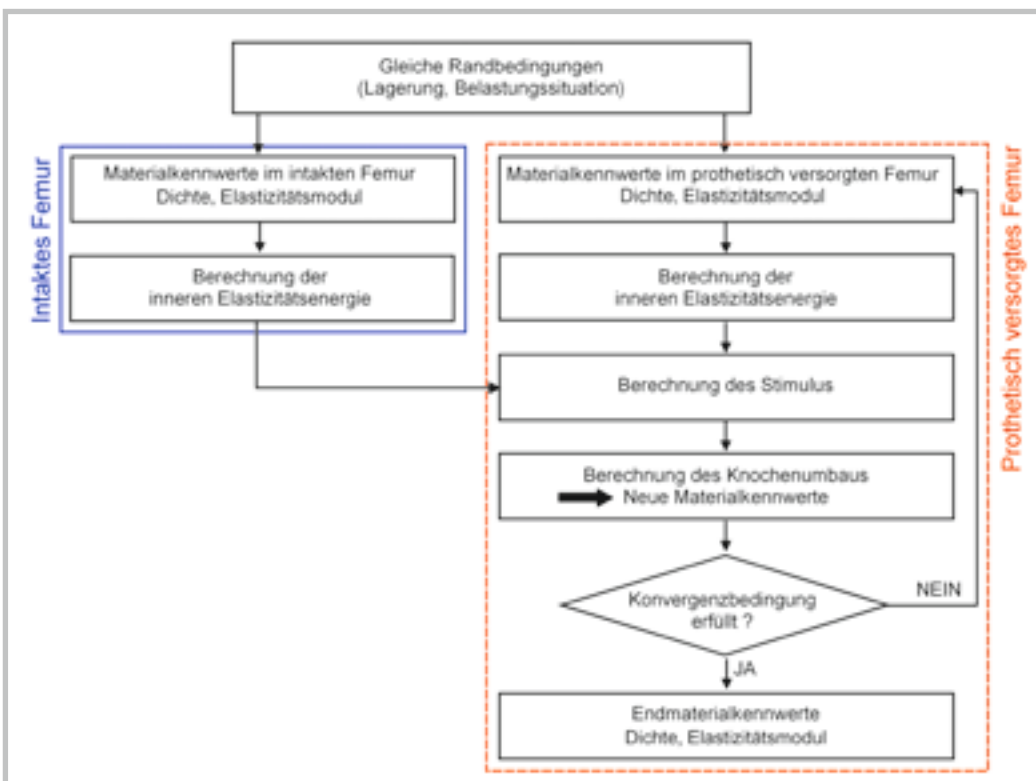 Gleiche Randbedingungen
(Lagerung, Belastungssituation)
Intaktes Femur
Materialkennwerte im intakten Femur
Dichte, Elastizitätsmodul
Berechnung der
inneren Elastizitätsenergie
Prothetisch versorgtes Femur
Materialkennwerte im prothetisch versorgten Femur
Dichte, Elastizitätsmodul
Berechnung der
inneren Elastizitätsenergie
Berechnung des Stimulus
Berechnung des Knochenumbaus
Neue Materialkennwerte
Konvergenzbedingung
erfüllt ?
NEIN
JA
Endmaterialkennwerte
Dichte, Elastizitätsmodul